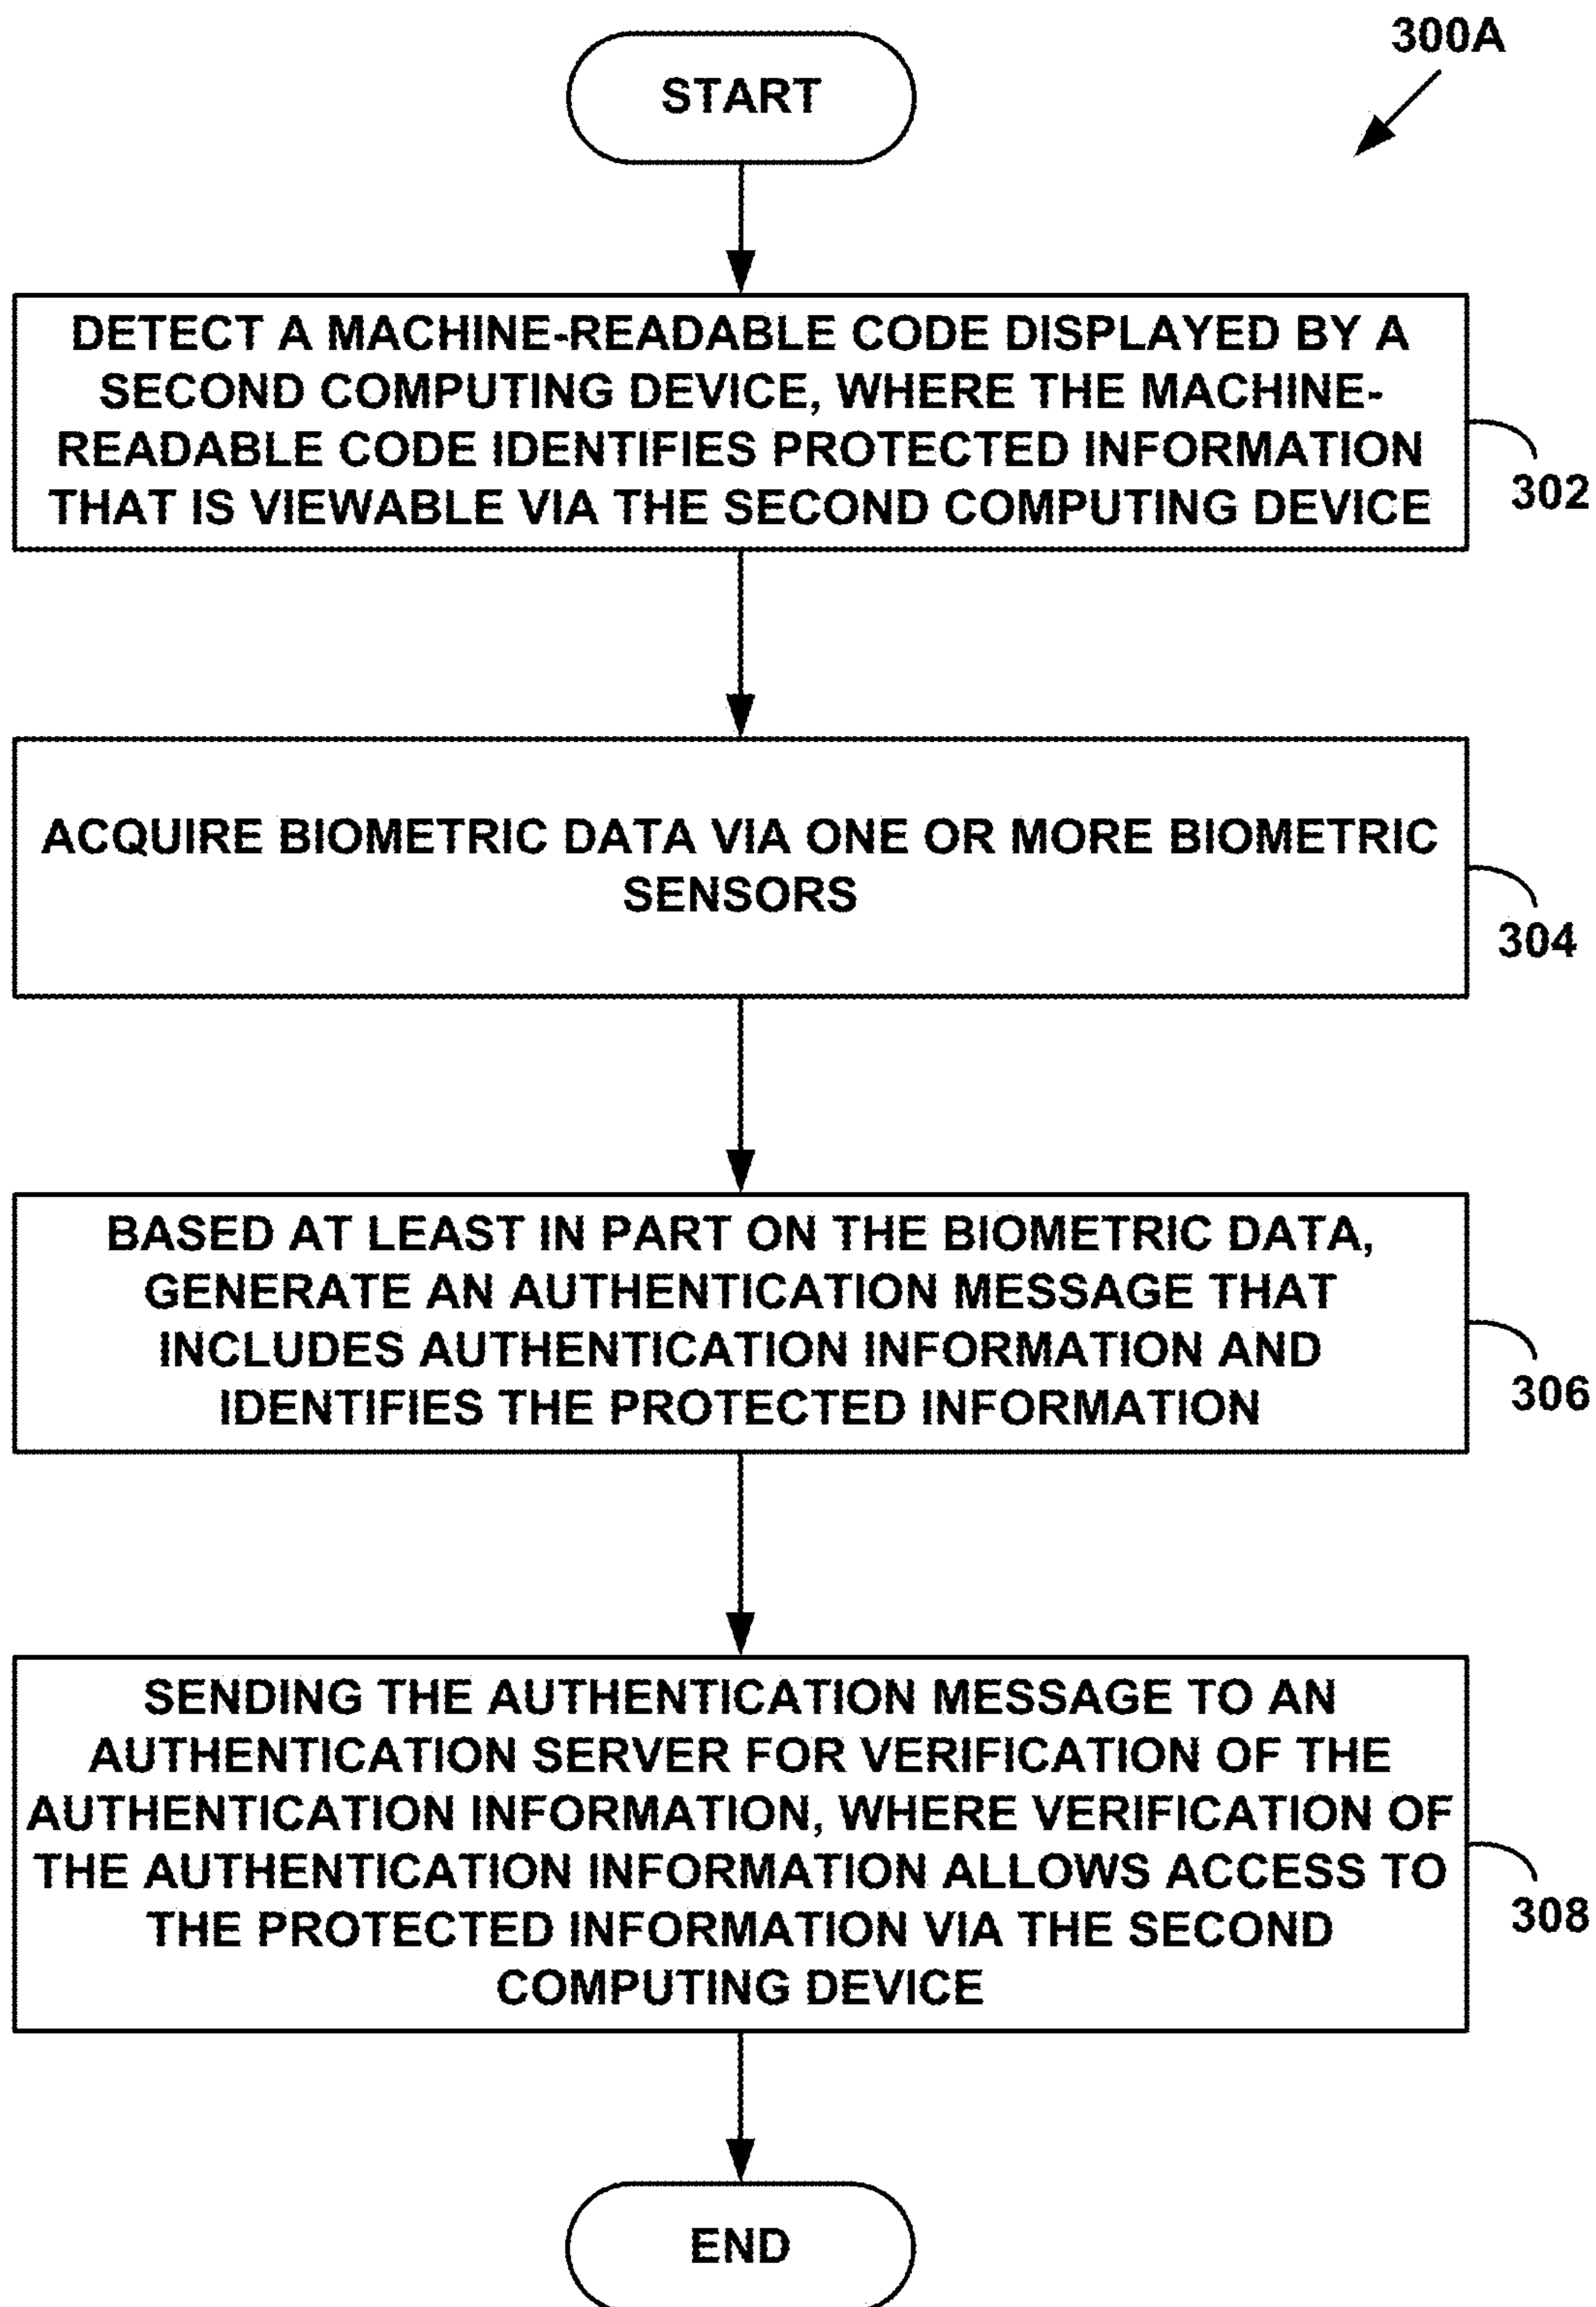 300A
START
DETECT A MACHINE-READABLE CODE DISPLAYED BY A
SECOND COMPUTING DEVICE, WHERE THE MACHINE-
READABLE CODE IDENTIFIES PROTECTED INFORMATION
THAT IS VIEWABLE VIA THE SECOND COMPUTING DEVICE
302
ACQUIRE BIOMETRIC DATA VIA ONE OR MORE BIOMETRIC
SENSORS
304
BASED AT LEAST IN PART ON THE BIOMETRIC DATA,
GENERATE AN AUTHENTICATION MESSAGE THAT
INCLUDES AUTHENTICATION INFORMATION AND
IDENTIFIES THE PROTECTED INFORMATION
306
SENDING THE AUTHENTICATION MESSAGE TO AN
AUTHENTICATION SERVER FOR VERIFICATION OF THE
AUTHENTICATION INFORMATION, WHERE VERIFICATION OF
THE AUTHENTICATION INFORMATION ALLOWS ACCESS TO
THE PROTECTED INFORMATION VIA THE SECOND
COMPUTING DEVICE
308
END